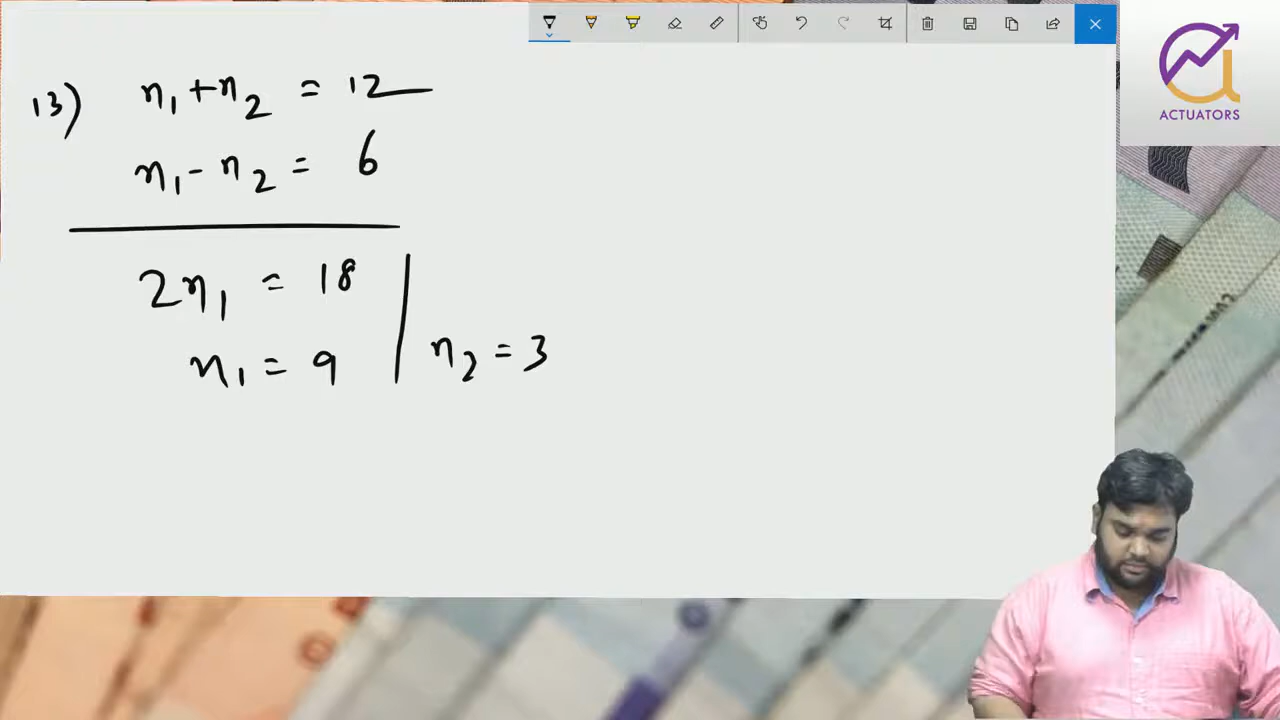 13) n₁+n₂ = 12
n₁- n₂ = 6
2n₁ = 18
n₁ = 9 | n₂ = 3
ACTUATORS